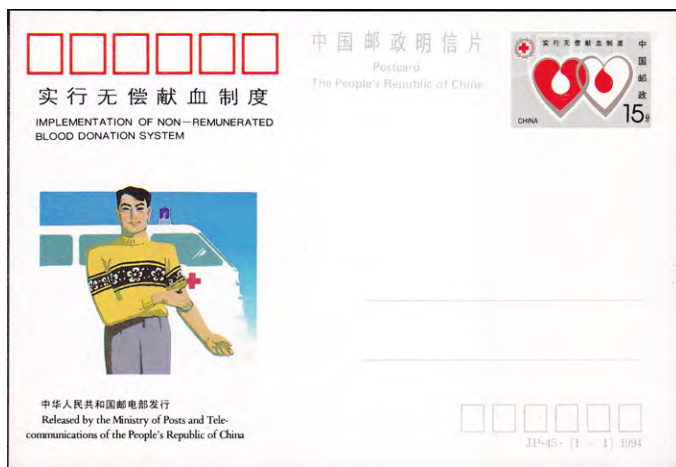 实行无偿献血制度
IMPLEMENTATION OF NON—REMUNERATED
BLOOD DONATION SYSTEM
中国邮政明信片
Postcard
The People's Republic of China
实行无偿献血制度
中国邮政
CHINA
15分
中华人民共和国邮电部发行
Released by the Ministry of Posts and Tele-
communications of the People's Republic of China
JP·45·(1－1) 1994